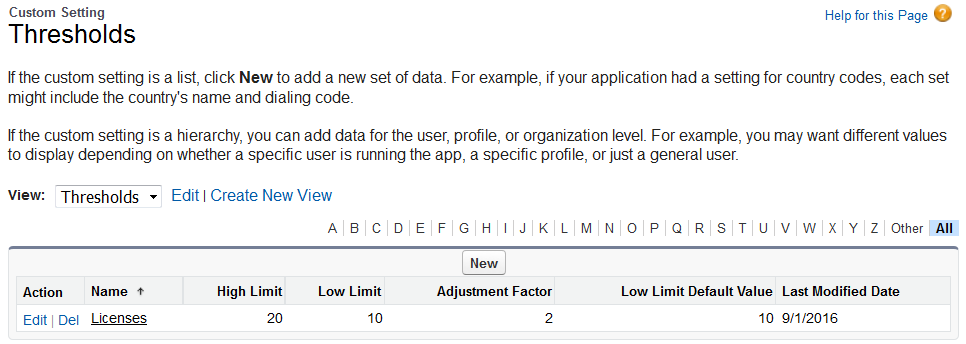 Custom Setting
Help for this Page
Thresholds
If the custom setting is a list, click New to add a new set of data. For example, if your application had a setting for country codes, each set
might include the country's name and dialing code.
If the custom setting is a hierarchy, you can add data for the user, profile, or organization level. For example, you may want different values
to display depending on whether a specific user is running the app, a specific profile, or just a general user.
View: Thresholds Edit | Create New View
A | B | C | D | E | F | G | H | I | J | K | L | M | N | O | P | Q | R | S | T | U | V | W | X | Y | Z | Other All
New
Action Name ↑ High Limit Low Limit Adjustment Factor Low Limit Default Value Last Modified Date
Edit | Del Licenses 20 10 2 10 9/1/2016